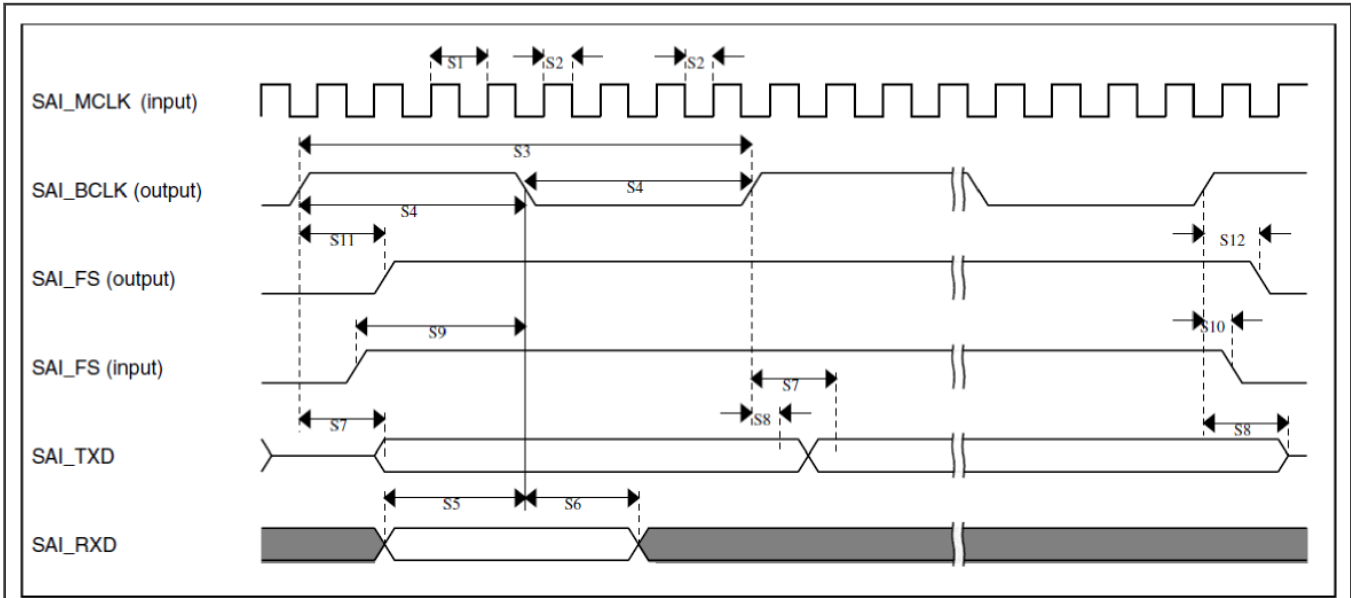 S1 S2 S2
SAI_MCLK (input)
S3
SAI_BCLK (output) S4
S4
S11 S12
SAI_FS (output)
S9 S10
SAI_FS (input)
S7
S7 S8 S8
SAI_TXD
S5 S6
SAI_RXD